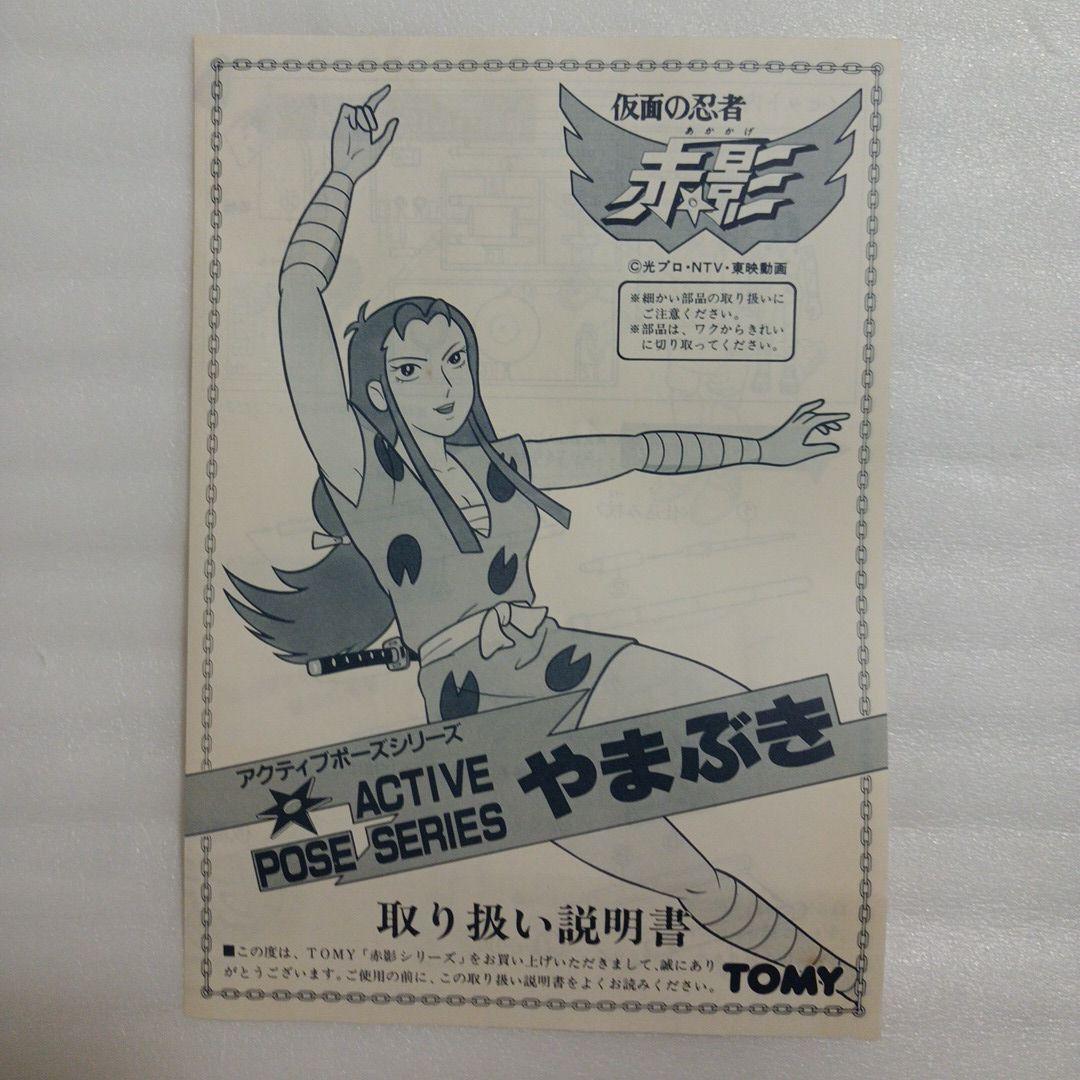 仮面の忍者
あかかげ
赤影
©光プロ・NTV・東映動画
※細かい部品の取り扱いに
ご注意ください。
※部品は、ワクからきれい
に切り取ってください。
アクティブポーズシリーズ
ACTIVE
POSE SERIES
やまぶき
取り扱い説明書
■この度は、TOMY「赤影シリーズ」をお買い上げいただきまして、誠にあり
がとうございます。ご使用の前に、この取り扱い説明書をよくお読みください。
TOMY